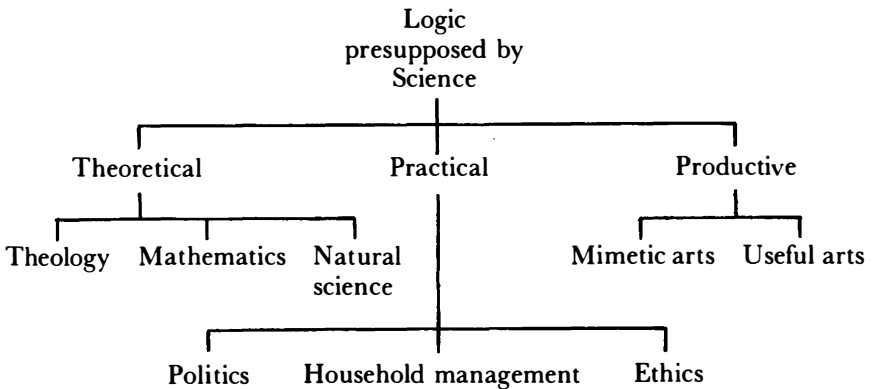 Logic
presupposed by
Science
Theoretical Practical Productive
Theology Mathematics Natural science Mimetic arts Useful arts
Politics Household management Ethics